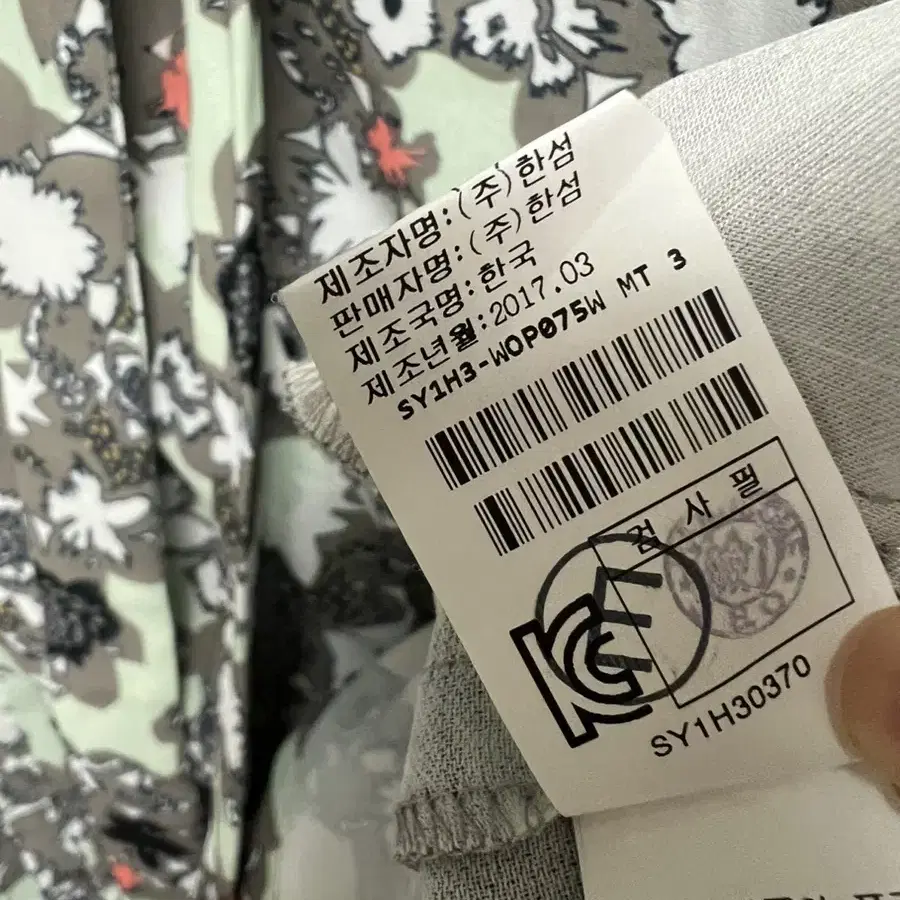 제조자명:(주)한섬
판매자명:(주)한섬
제조국명:한국
제조년월:2017.03
SY1H3-WOP075W MT 3
검 사 필
SY1H30370